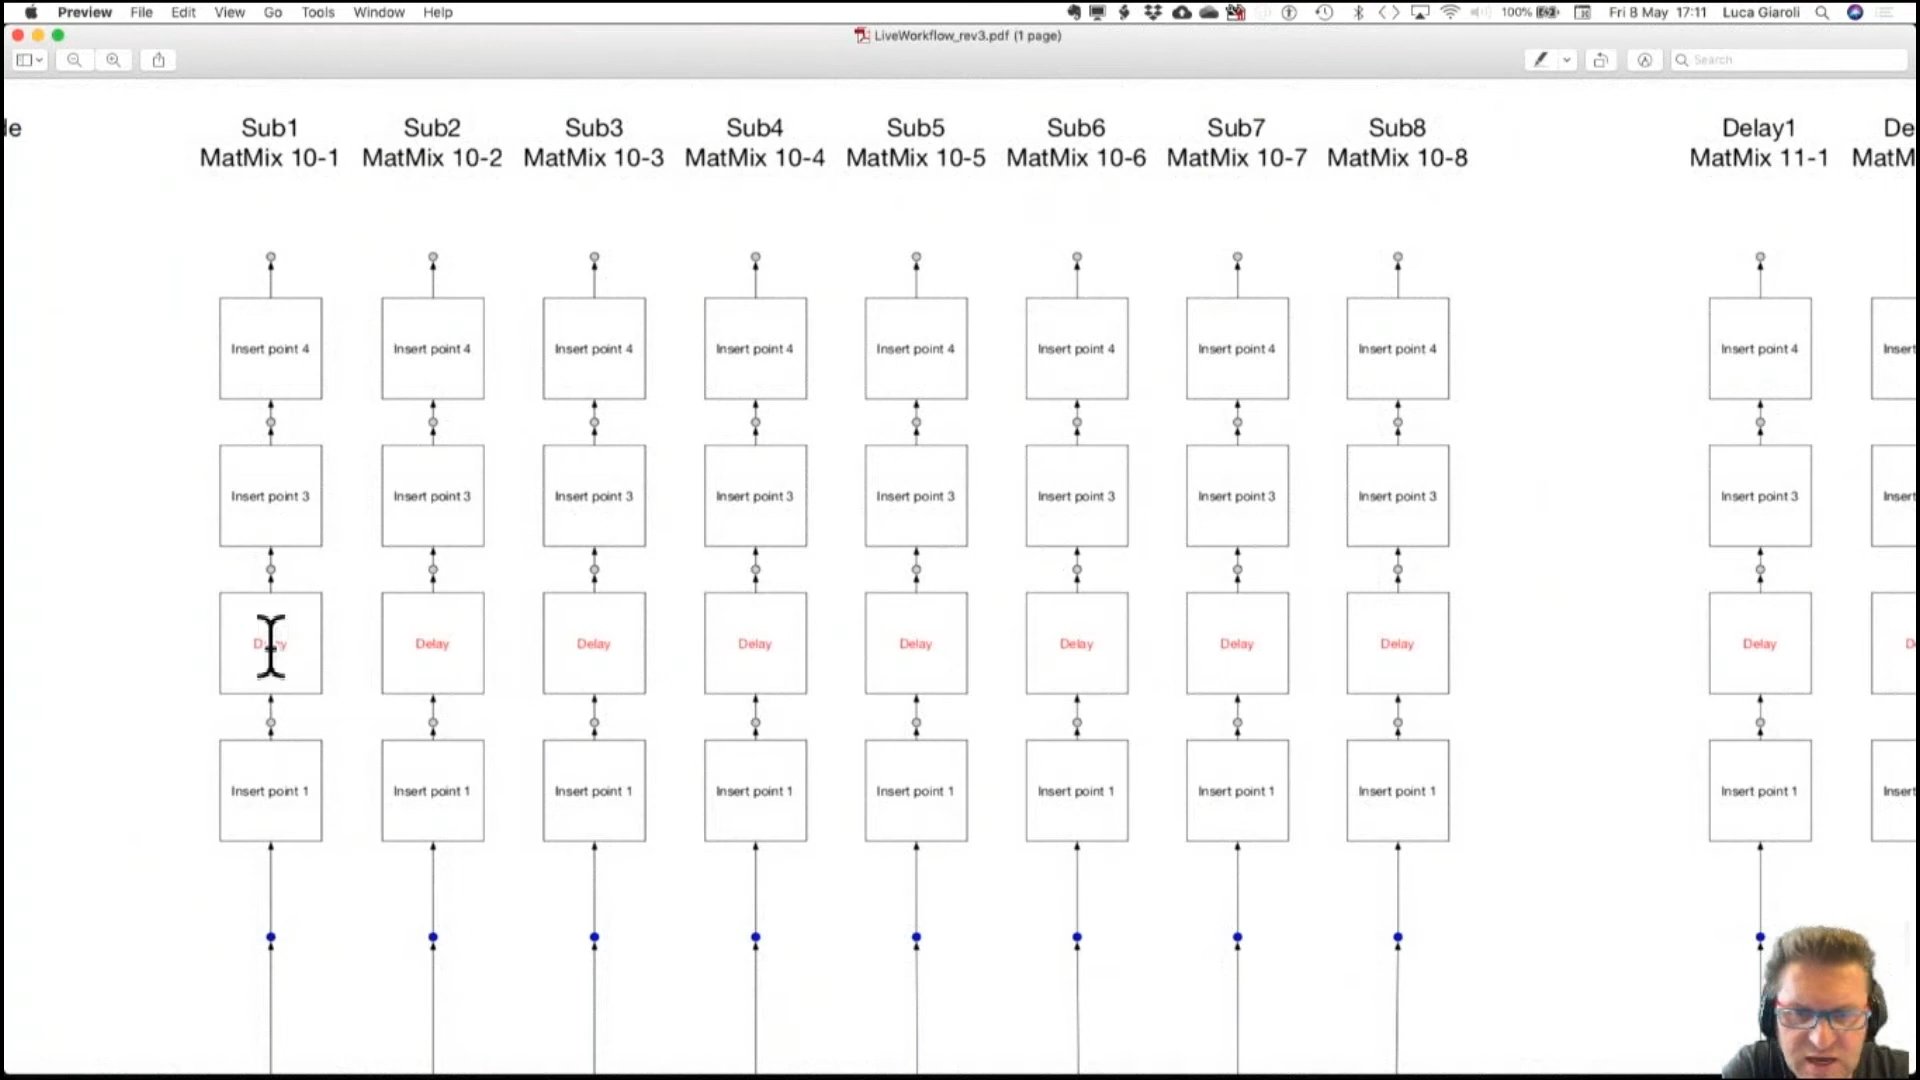 Preview File Edit View Go Tools Window Help 100% Fri 8 May 17:11 Luca Giaroli
LiveWorkflow_rev3.pdf (1 page)
Search
Sub1 Sub2 Sub3 Sub4 Sub5 Sub6 Sub7 Sub8 Delay1 De
MatMix 10-1 MatMix 10-2 MatMix 10-3 MatMix 10-4 MatMix 10-5 MatMix 10-6 MatMix 10-7 MatMix 10-8 MatMix 11-1 MatM
Insert point 4 Insert point 4 Insert point 4 Insert point 4 Insert point 4 Insert point 4 Insert point 4 Insert point 4 Insert point 4 Insert
Insert point 3 Insert point 3 Insert point 3 Insert point 3 Insert point 3 Insert point 3 Insert point 3 Insert point 3 Insert point 3 Insert
Delay Delay Delay Delay Delay Delay Delay Delay
Insert point 1 Insert point 1 Insert point 1 Insert point 1 Insert point 1 Insert point 1 Insert point 1 Insert point 1 Insert point 1 Insert